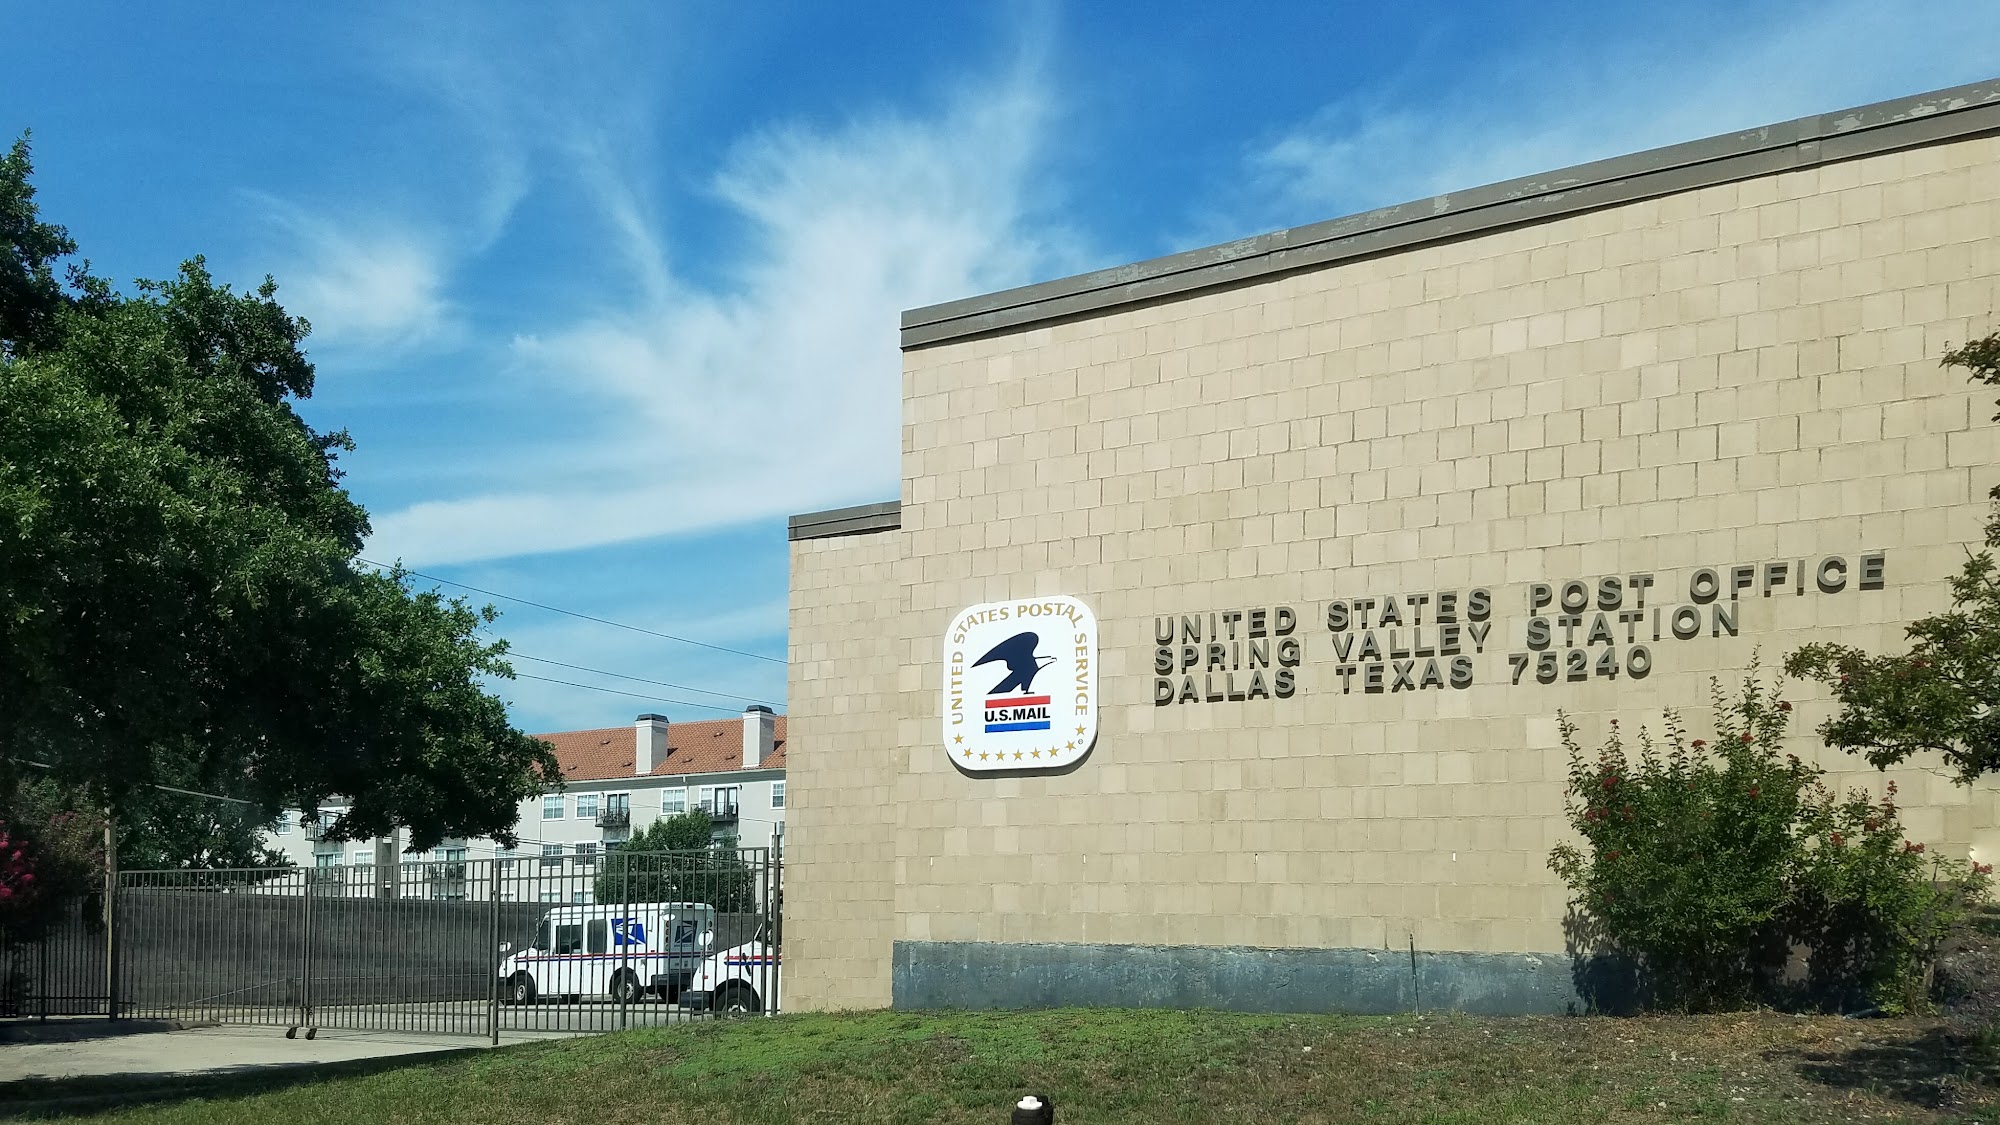 UNITED STATES POSTAL SERVICE
U.S.MAIL
UNITED STATES POST OFFICE
SPRING VALLEY STATION
DALLAS TEXAS 75240